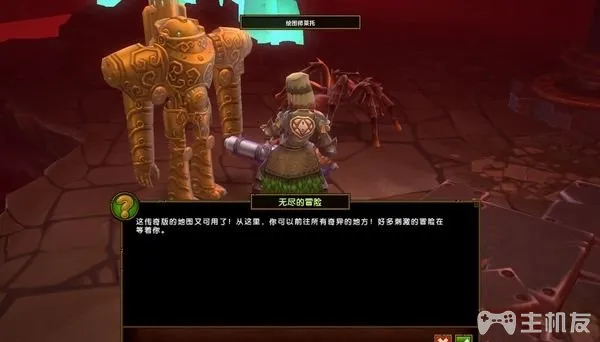 绘图师莱托
无尽的冒险
这传奇版的地图又可用了！从这里，你可以前往所有奇异的地方！好多刺激的冒险在
等着你。
主机友